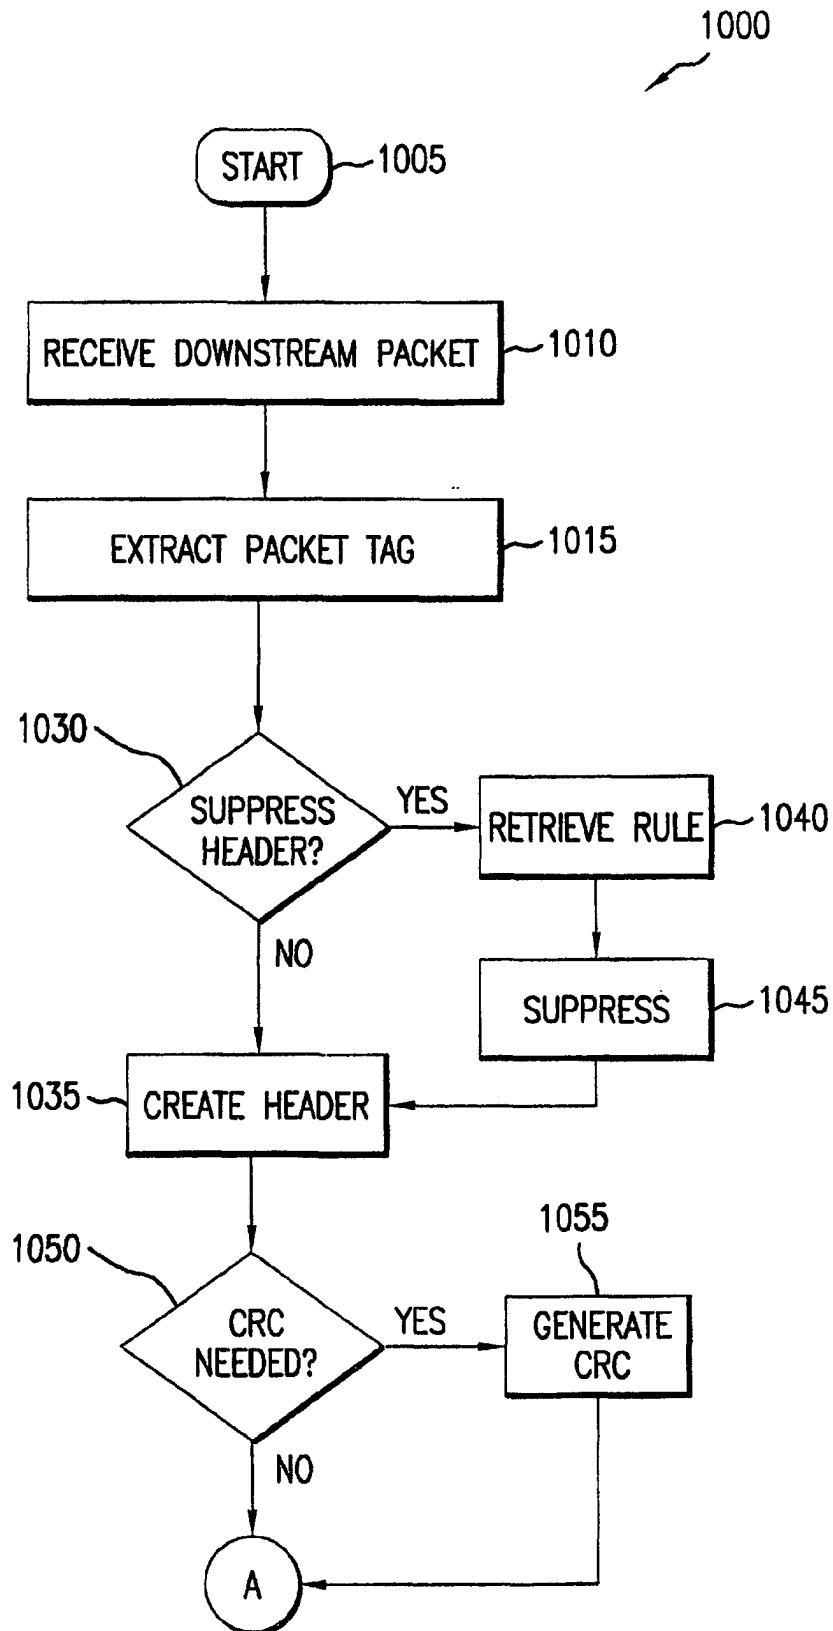 1000
START
1005
RECEIVE DOWNSTREAM PACKET
1010
EXTRACT PACKET TAG
1015
1030
SUPPRESS
HEADER?
YES
RETRIEVE RULE
1040
NO
SUPPRESS
1045
1035
CREATE HEADER
1050
CRC
NEEDED?
YES
1055
GENERATE
CRC
NO
A